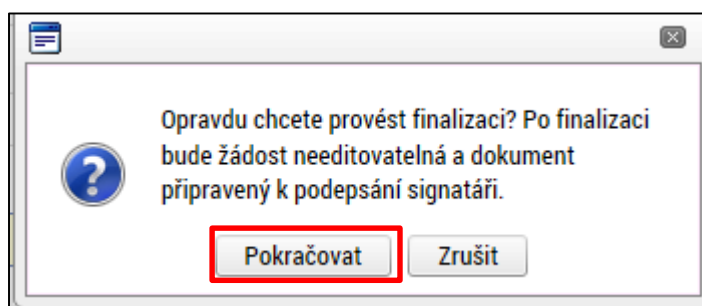 Opravdu chcete provést finalizaci? Po finalizaci
bude žádost needitovatelná a dokument
připravený k podepsání signatáři.
Pokračovat
Zrušit